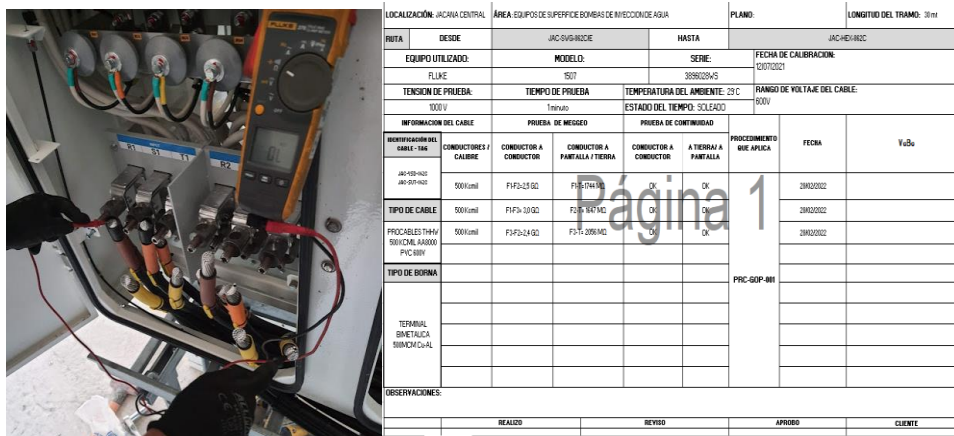 FLUKE
0L
R1 S1 T1 R2
LOCALIZACIÓN: JACANA CENTRAL ÁREA: EQUIPOS DE SUPERFICIE BOMBAS DE INYECCION DE AGUA PLANO: LONGITUD DEL TRAMO: 30 mt
RUTA DESDE JAC-SVG-862C/E HASTA JAC-HEX-862C
EQUIPO UTILIZADO: MODELO: SERIE: FECHA DE CALIBRACION:
12/07/2021
FLUKE 1507 3896028WS
TENSION DE PRUEBA: TIEMPO DE PRUEBA TEMPERATURA DEL AMBIENTE: 29°C RANGO DE VOLTAJE DEL CABLE:
600V
1000 V 1minuto ESTADO DEL TIEMPO: SOLEADO
INFORMACION DEL CABLE PRUEBA DE MEGGEO PRUEBA DE CONTINUIDAD
IDENTIFICACIÓN DEL CABLE - TAG CONDUCTORES / CALIBRE CONDUCTOR A CONDUCTOR CONDUCTOR A PANTALLA / TIERRA CONDUCTOR A CONDUCTOR A TIERRA/ A PANTALLA PROCEDIMIENTO QUE APLICA FECHA VoBo
500 Kcmil F1-F2=2,5 GΩ F1-T=1744 MΩ OK OK 28/02/2022
TIPO DE CABLE 500 Kcmil F1-F3= 3,0 GΩ F2-T= 1647 MΩ OK OK 28/02/2022
PROCABLES THHW 500 KCMIL AA8000 PVC 600V 500 Kcmil F3-F2=2,4 GΩ F3-T= 2056 MΩ OK OK 28/02/2022
Página 1
TIPO DE BORNA
PRC-GOP-001
TERMINAL
BIMETALICA
500MCM Cu-AL
OBSERVACIONES:
REALIZO REVISO APROBO CLIENTE